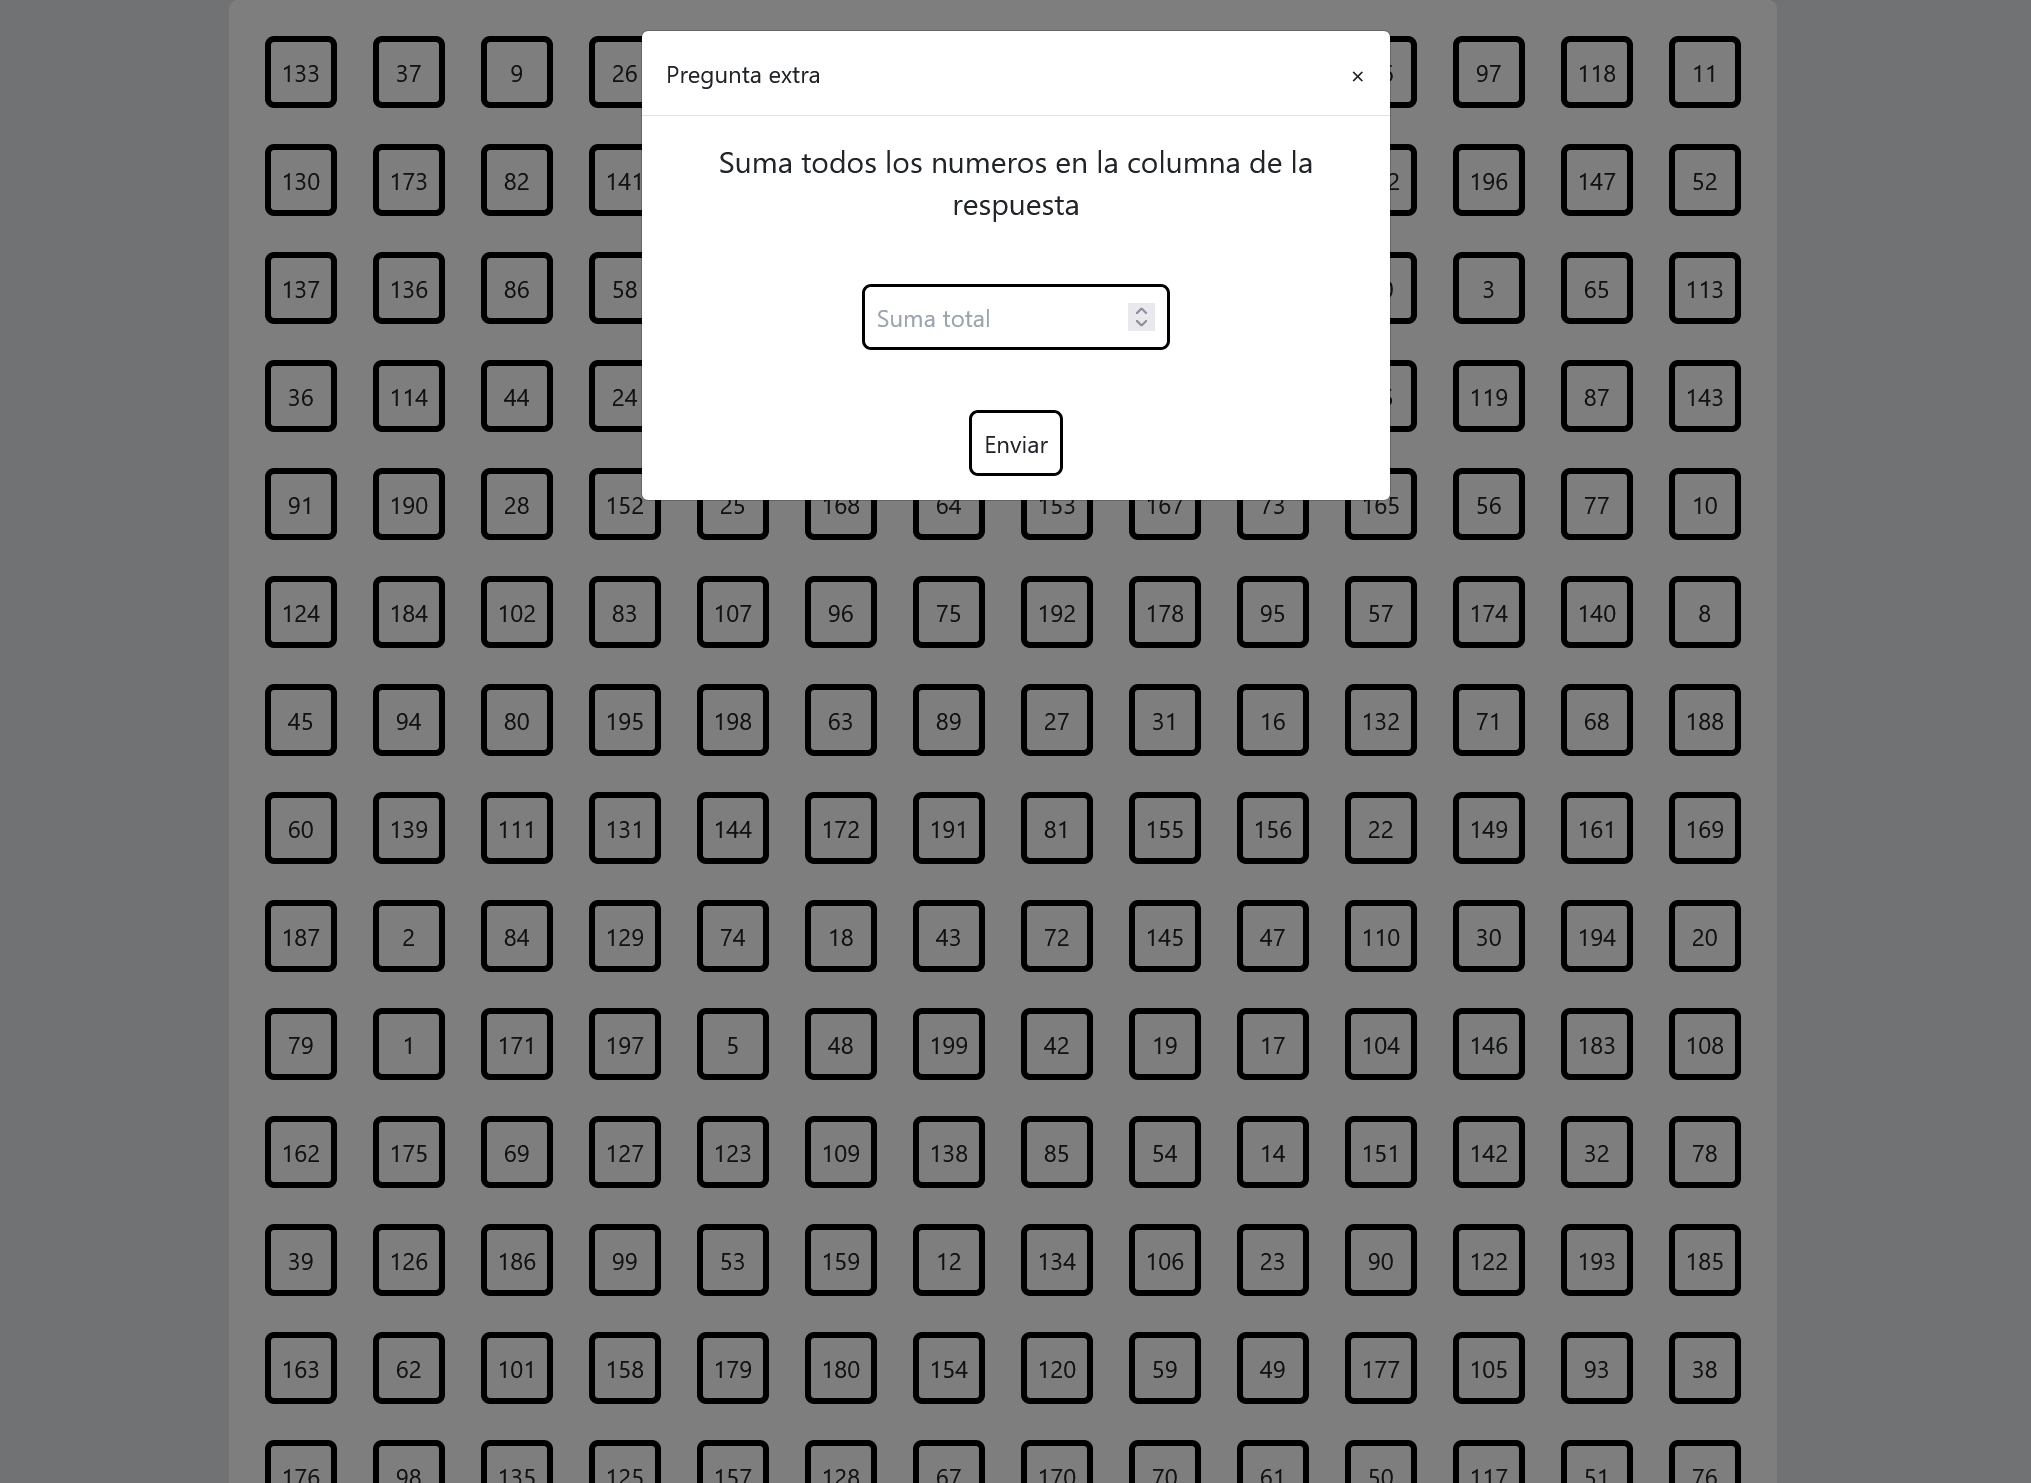 Pregunta extra ×
Suma todos los numeros en la columna de la
respuesta
Suma total
Enviar
133 37 9 26 97 118 11
130 173 82 141 196 147 52
137 136 86 58 3 65 113
36 114 44 24 119 87 143
91 190 28 152 25 168 64 153 167 73 165 56 77 10
124 184 102 83 107 96 75 192 178 95 57 174 140 8
45 94 80 195 198 63 89 27 31 16 132 71 68 188
60 139 111 131 144 172 191 81 155 156 22 149 161 169
187 2 84 129 74 18 43 72 145 47 110 30 194 20
79 1 171 197 5 48 199 42 19 17 104 146 183 108
162 175 69 127 123 109 138 85 54 14 151 142 32 78
39 126 186 99 53 159 12 134 106 23 90 122 193 185
163 62 101 158 179 180 154 120 59 49 177 105 93 38
176 98 135 125 157 128 67 170 70 61 50 117 51 76